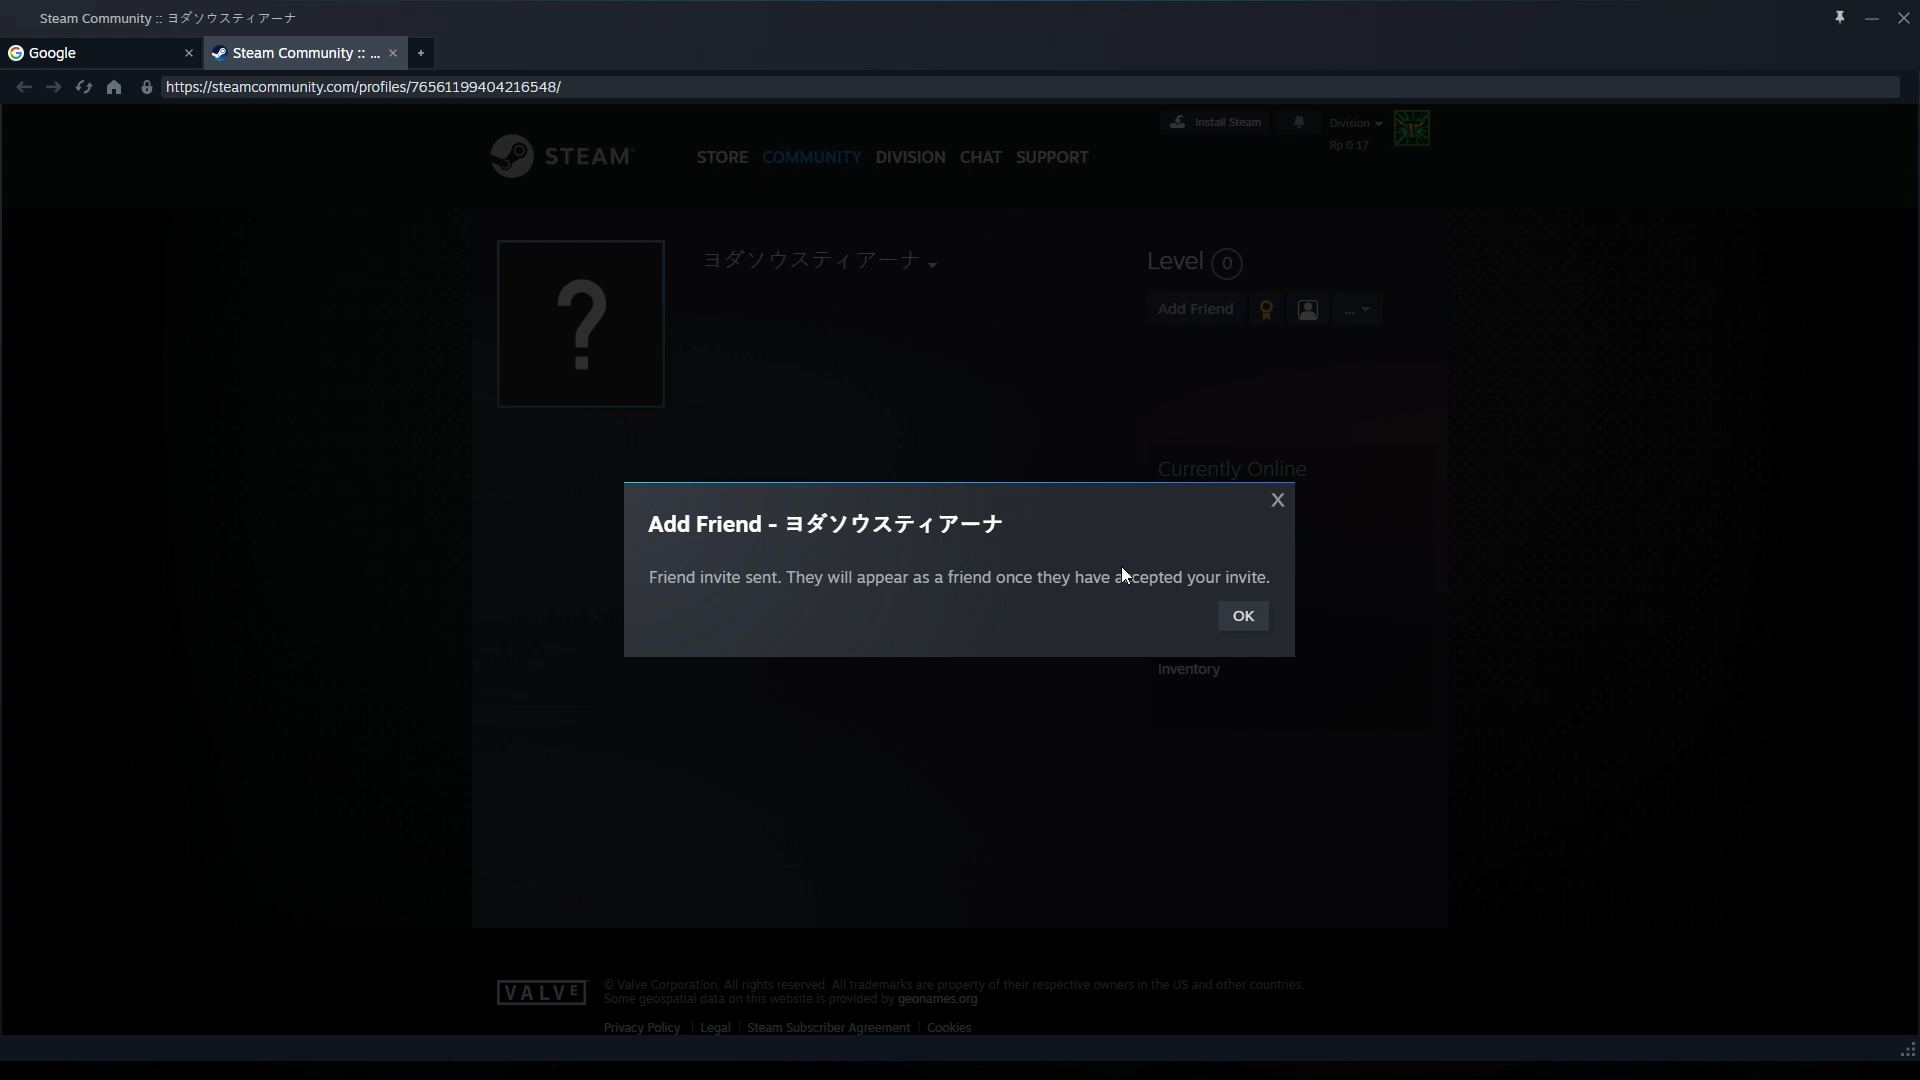 Steam Community :: ヨダソウスティアーナ
Google
Steam Community :: ...
https://steamcommunity.com/profiles/76561199404216548/
Install Steam
Division
Rp 0.17
STEAM
STORE COMMUNITY DIVISION CHAT SUPPORT
ヨダソウスティアーナ
Level 0
?
Add Friend
...
Currently Online
X
Add Friend - ヨダソウスティアーナ
Friend invite sent. They will appear as a friend once they have accepted your invite.
OK
Inventory
VALVE
© Valve Corporation. All rights reserved. All trademarks are property of their respective owners in the US and other countries.
Some geospatial data on this website is provided by geonames.org
Privacy Policy | Legal | Steam Subscriber Agreement | Cookies